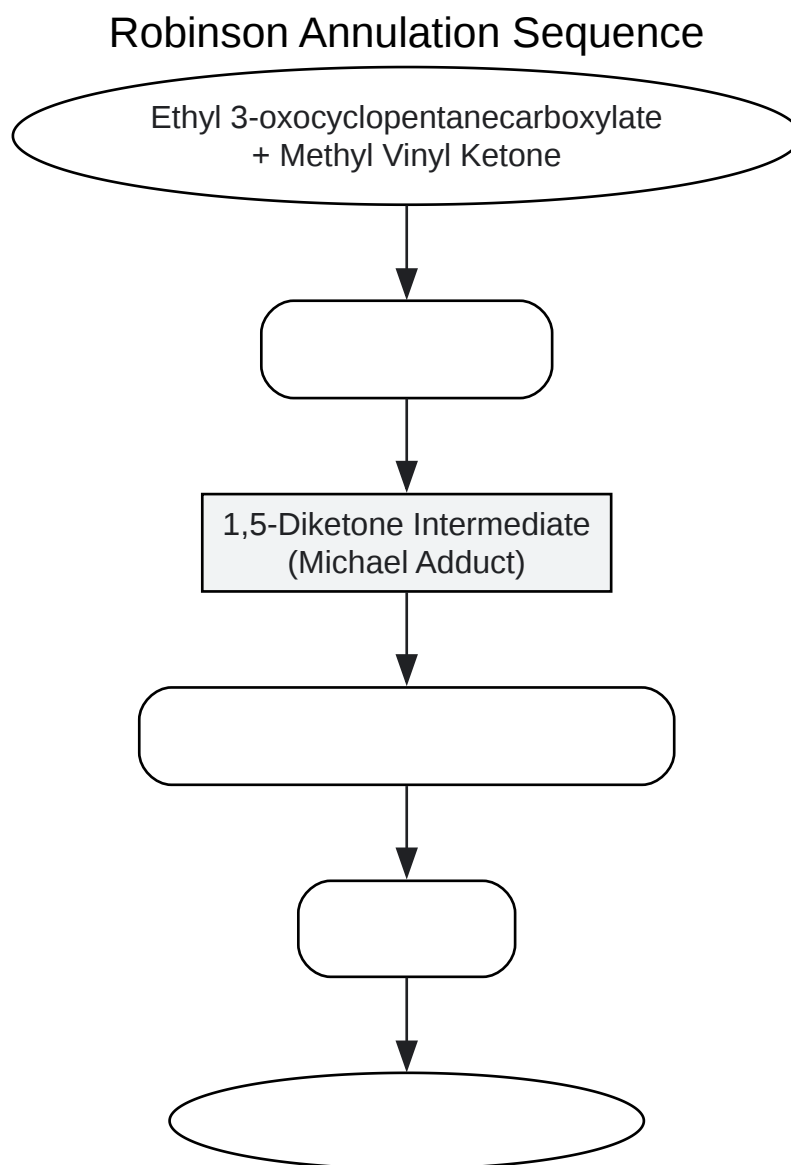 Robinson Annulation Sequence
Ethyl 3-oxocyclopentanecarboxylate
+ Methyl Vinyl Ketone
1,5-Diketone Intermediate
(Michael Adduct)